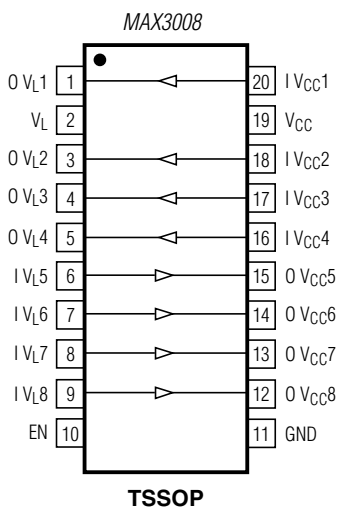 MAX3008
O VL1 1 20 I VCC1
VL 2 19 VCC
O VL2 3 18 I VCC2
O VL3 4 17 I VCC3
O VL4 5 16 I VCC4
I VL5 6 15 O VCC5
I VL6 7 14 O VCC6
I VL7 8 13 O VCC7
I VL8 9 12 O VCC8
EN 10 11 GND
TSSOP